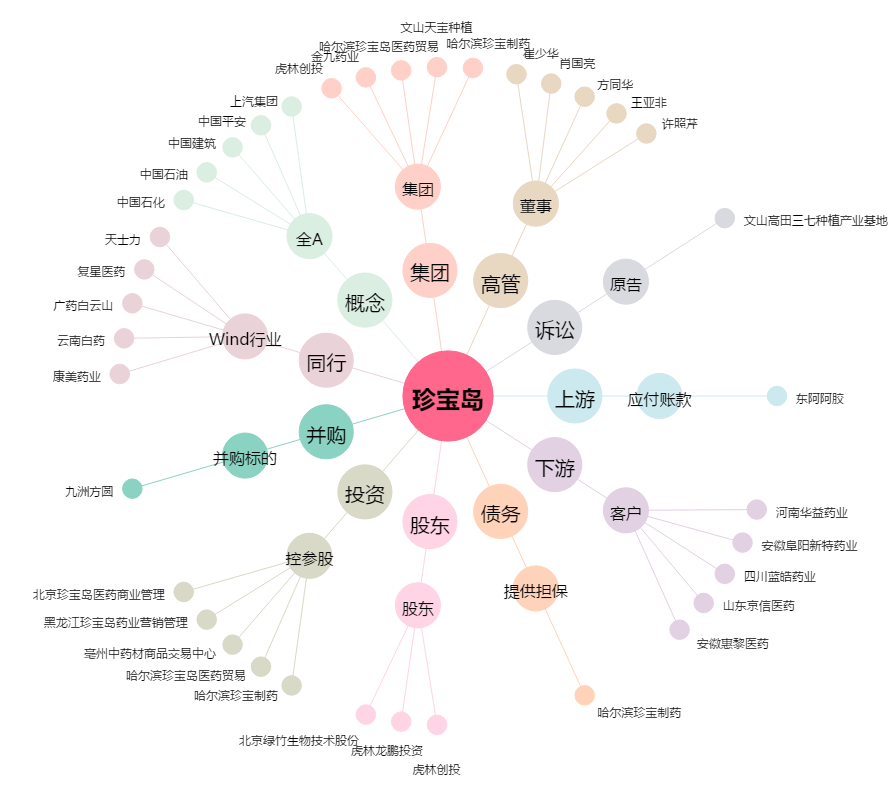 文山天宝种植
哈尔滨珍宝岛医药贸易
哈尔滨珍宝制药
金九药业
虎林创投
崔少华
肖国亮
方同华
王亚非
许照芹
上汽集团
中国平安
中国建筑
中国石油
中国石化
集团
董事
全A
集团
高管
概念
文山高田三七种植产业基地
原告
诉讼
天士力
复星医药
广药白云山
云南白药
康美药业
Wind行业
同行
珍宝岛
上游
应付账款
东阿阿胶
并购
并购标的
九洲方圆
下游
客户
河南华益药业
安徽阜阳新特药业
四川蓝皓药业
山东京信医药
安徽惠黎医药
投资
控参股
北京珍宝岛医药商业管理
黑龙江珍宝岛药业营销管理
亳州中药材商品交易中心
哈尔滨珍宝岛医药贸易
哈尔滨珍宝制药
股东
股东
北京绿竹生物技术股份
虎林龙鹏投资
虎林创投
债务
提供担保
哈尔滨珍宝制药